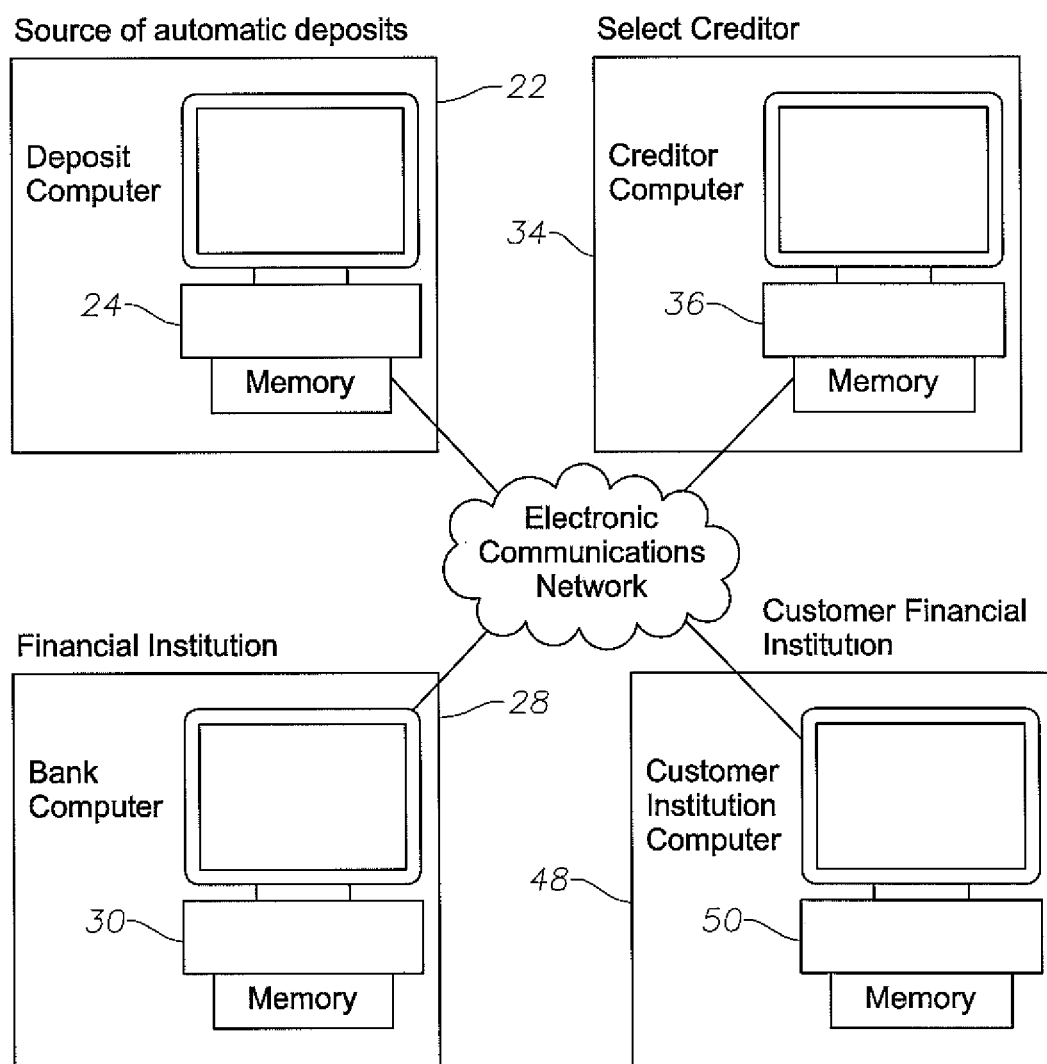 Source of automatic deposits
Select Creditor
22
Deposit
Computer
24
Memory
Creditor
Computer
34
36
Memory
Electronic
Communications
Network
Financial Institution
28
Bank
Computer
30
Memory
Customer Financial
Institution
Customer
Institution
Computer
48
50
Memory